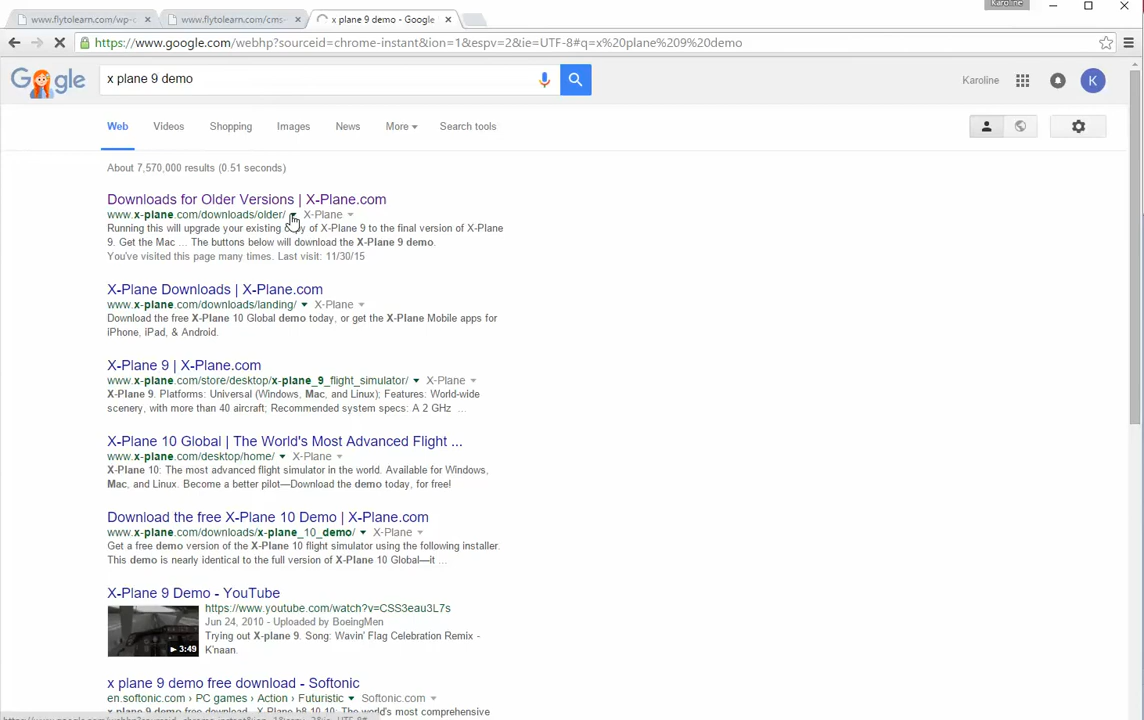 Karoline
www.flytolearn.com/wp-c
www.flytolearn.com/cms-
x plane 9 demo - Google
https://www.google.com/webhp?sourceid=chrome-instant&ion=1&espv=2&ie=UTF-8#q=x%20plane%209%20demo
Google
x plane 9 demo
Karoline
K
Web
Videos
Shopping
Images
News
More
Search tools
About 7,570,000 results (0.51 seconds)
Downloads for Older Versions | X-Plane.com
www.x-plane.com/downloads/older/ X-Plane
Running this will upgrade your existing of X-Plane 9 to the final version of X-Plane
9. Get the Mac ... The buttons below will download the X-Plane 9 demo.
You've visited this page many times. Last visit: 11/30/15
X-Plane Downloads | X-Plane.com
www.x-plane.com/downloads/landing/ X-Plane
Download the free X-Plane 10 Global demo today, or get the X-Plane Mobile apps for
iPhone, iPad, & Android.
X-Plane 9 | X-Plane.com
www.x-plane.com/store/desktop/x-plane_9_flight_simulator/ X-Plane
X-Plane 9. Platforms: Universal (Windows, Mac, and Linux); Features. World-wide
scenery, with more than 40 aircraft; Recommended system specs: A 2 GHz ...
X-Plane 10 Global | The World's Most Advanced Flight ...
www.x-plane.com/desktop/home/ X-Plane
X-Plane 10: The most advanced flight simulator in the world. Available for Windows,
Mac, and Linux. Become a better pilot—Download the demo today, for free!
Download the free X-Plane 10 Demo | X-Plane.com
www.x-plane.com/downloads/x-plane_10_demo/ X-Plane
Get a free demo version of the X-Plane 10 flight simulator using the following installer.
This demo is nearly identical to the full version of X-Plane 10 Global—it ...
X-Plane 9 Demo - YouTube
https://www.youtube.com/watch?v=CSS3eau3L7s
Jun 24, 2010 - Uploaded by BoeingMen
Trying out X-plane 9. Song: Wavin' Flag Celebration Remix -
K'naan.
3:49
x plane 9 demo free download - Softonic
en.softonic.com › PC games › Action › Futuristic Softonic.com
x plane 9 demo free download - X-Plane b8.10.10: The world's most comprehensive